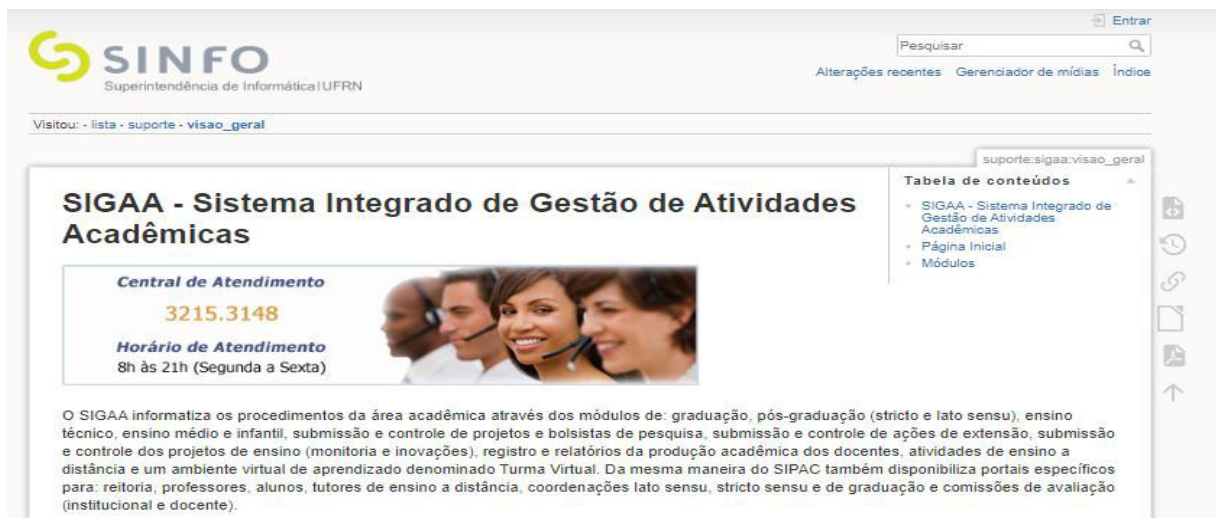 Entrar
SINFO
Superintendência de Informática|UFRN
Pesquisar
Alterações recentes Gerenciador de mídias Índice
Visitou: - lista - suporte - visao_geral
suporte:sigaa:visao_geral
SIGAA - Sistema Integrado de Gestão de Atividades
Acadêmicas
Tabela de conteúdos
SIGAA - Sistema Integrado de
Gestão de Atividades
Acadêmicas
Página Inicial
Módulos
Central de Atendimento
3215.3148
Horário de Atendimento
8h às 21h (Segunda a Sexta)
O SIGAA informatiza os procedimentos da área acadêmica através dos módulos de: graduação, pós-graduação (stricto e lato sensu), ensino
técnico, ensino médio e infantil, submissão e controle de projetos e bolsistas de pesquisa, submissão e controle de ações de extensão, submissão
e controle dos projetos de ensino (monitoria e inovações), registro e relatórios da produção acadêmica dos docentes, atividades de ensino a
distância e um ambiente virtual de aprendizado denominado Turma Virtual. Da mesma maneira do SIPAC também disponibiliza portais específicos
para: reitoria, professores, alunos, tutores de ensino a distância, coordenações lato sensu, stricto sensu e de graduação e comissões de avaliação
(institucional e docente).